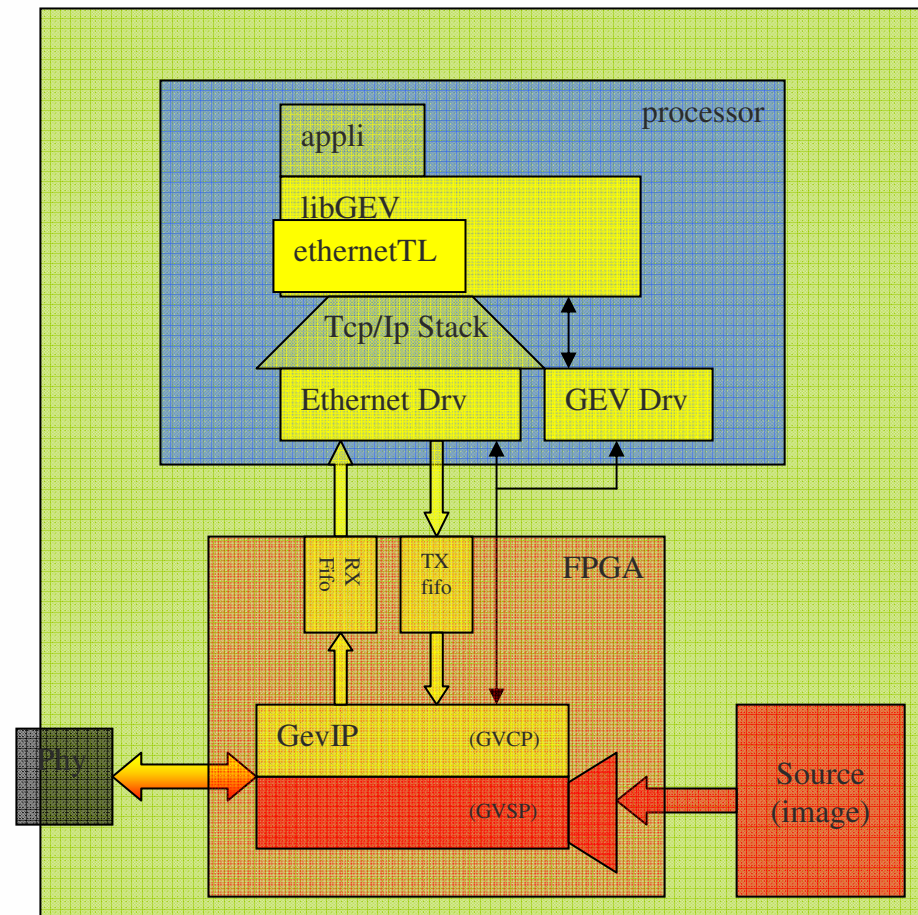 processor
appli
libGEV
ethernetTL
Tcp/Ip Stack
Ethernet Drv
GEV Drv
RX
Fifo
TX
fifo
FPGA
GevIP
(GVCP)
Phy
(GVSP)
Source
(image)